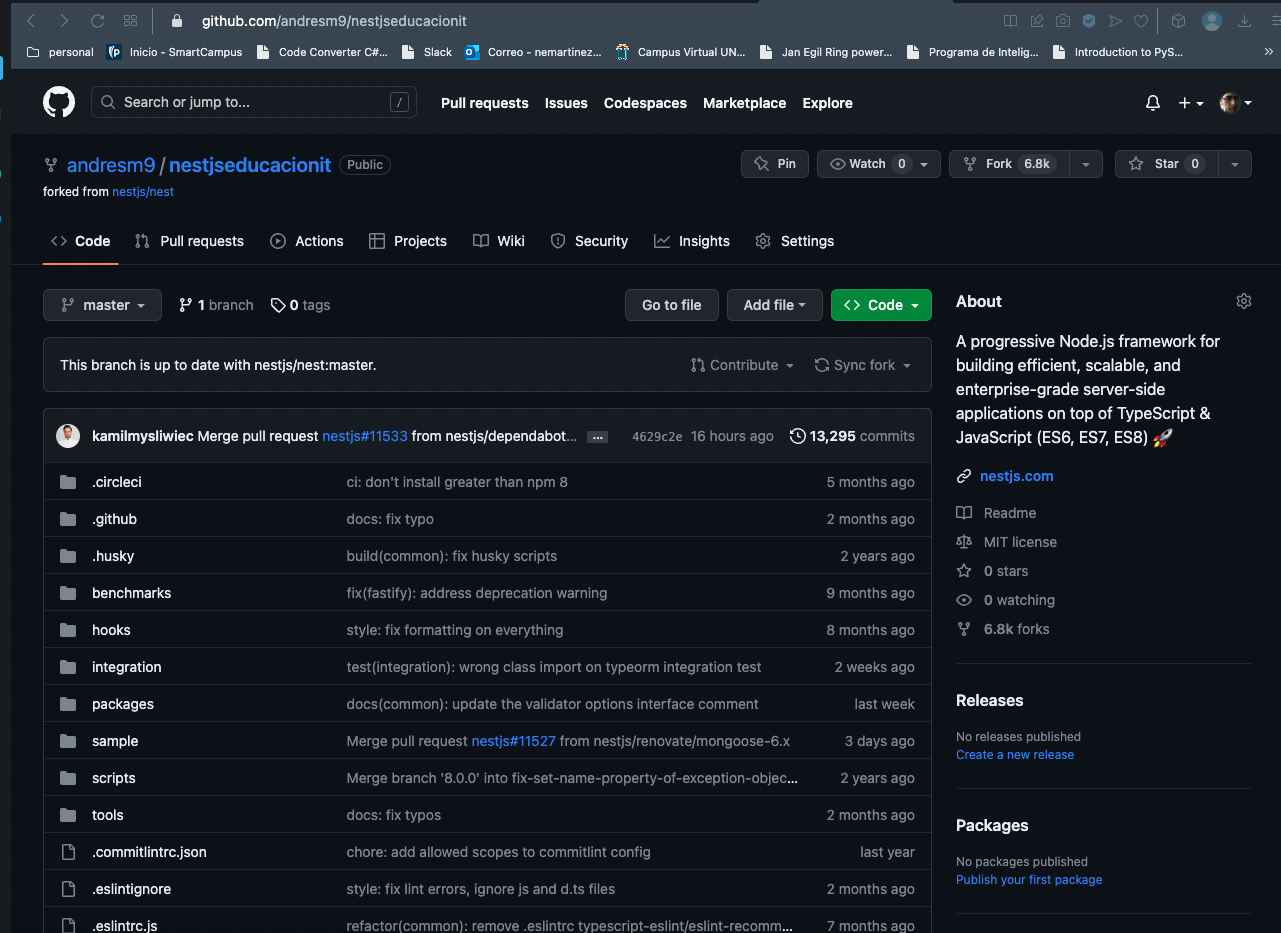 github.com/andresm9/nestjseducacionit
personal Inicio - SmartCampus Code Converter C#... Slack Correo - nemartinez... Campus Virtual UN... Jan Egil Ring power... Programa de Intelig... Introduction to PyS... »
Search or jump to... / Pull requests Issues Codespaces Marketplace Explore
andresm9 / nestjseducacionit Public Pin Watch 0 Fork 6.8k Star 0
forked from nestjs/nest
Code Pull requests Actions Projects Wiki Security Insights Settings
master 1 branch 0 tags Go to file Add file Code
This branch is up to date with nestjs/nest:master. Contribute Sync fork
kamilmysliwiec Merge pull request nestjs#11533 from nestjs/dependabot... ... 4629c2e 16 hours ago 13,295 commits
.circleci ci: don't install greater than npm 8 5 months ago
.github docs: fix typo 2 months ago
.husky build(common): fix husky scripts 2 years ago
benchmarks fix(fastify): address deprecation warning 9 months ago
hooks style: fix formatting on everything 8 months ago
integration test(integration): wrong class import on typeorm integration test 2 weeks ago
packages docs(common): update the validator options interface comment last week
sample Merge pull request nestjs#11527 from nestjs/renovate/mongoose-6.x 3 days ago
scripts Merge branch '8.0.0' into fix-set-name-property-of-exception-objec... 2 years ago
tools docs: fix typos 2 months ago
.commitlintrc.json chore: add allowed scopes to commitlint config last year
.eslintignore style: fix lint errors, ignore js and d.ts files 2 months ago
.eslintrc.js refactor(common): remove .eslintrc typescript-eslint/eslint-recomm... 7 months ago
About
A progressive Node.js framework for
building efficient, scalable, and
enterprise-grade server-side
applications on top of TypeScript &
JavaScript (ES6, ES7, ES8) 🚀
nestjs.com
Readme
MIT license
0 stars
0 watching
6.8k forks
Releases
No releases published
Create a new release
Packages
No packages published
Publish your first package